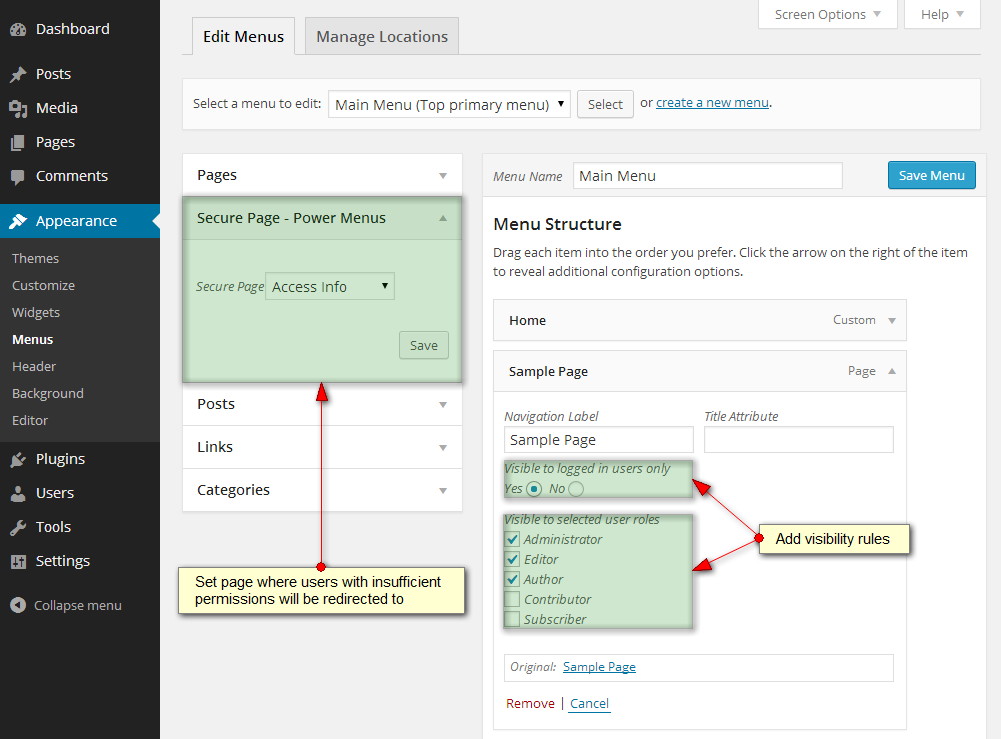 Dashboard
Posts
Media
Pages
Comments
Appearance
Themes
Customize
Widgets
Menus
Header
Background
Editor
Plugins
Users
Tools
Settings
Collapse menu
Screen Options
Help
Edit Menus
Manage Locations
Select a menu to edit: Main Menu (Top primary menu) Select or create a new menu.
Pages
Secure Page - Power Menus
Secure Page Access Info
Save
Posts
Links
Categories
Set page where users with insufficient
permissions will be redirected to
Menu Name Main Menu Save Menu
Menu Structure
Drag each item into the order you prefer. Click the arrow on the right of the item
to reveal additional configuration options.
Home Custom
Sample Page Page
Navigation Label Title Attribute
Sample Page
Visible to logged in users only
Yes No
Visible to selected user roles
Administrator
Editor
Author
Contributor
Subscriber
Add visibility rules
Original: Sample Page
Remove | Cancel